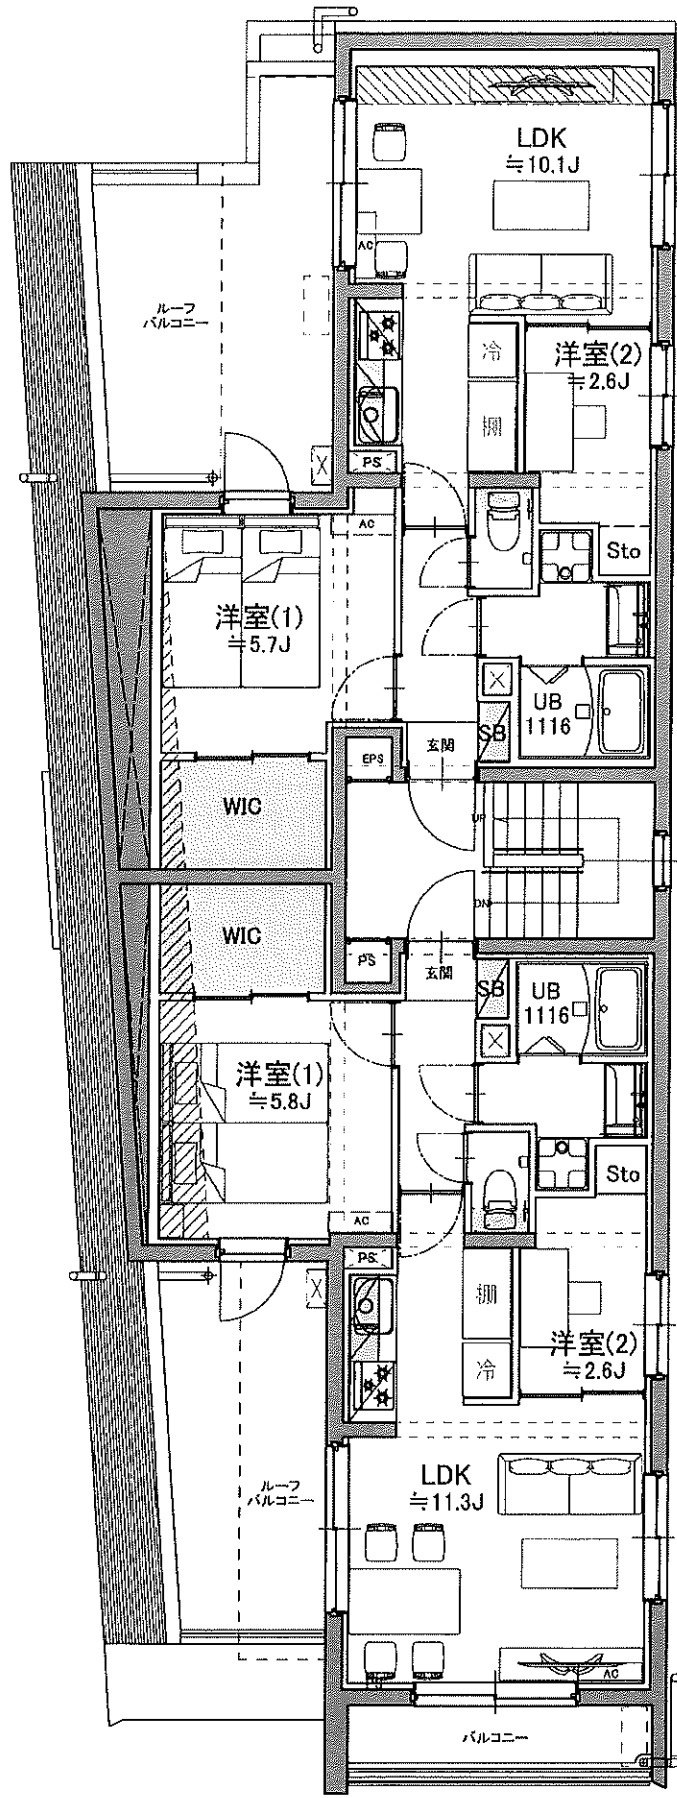 LDK
≒10.1J
AC
ルーフ
バルコニー
冷
洋室(2)
≒2.6J
棚
PS
AC
Sto
洋室(1)
≒5.7J
UB
1116
SB
玄関
EPS
WIC
UP
WIC
DN
PS
玄関
SB
UB
1116
洋室(1)
≒5.8J
Sto
AC
PS
棚
洋室(2)
≒2.6J
冷
LDK
≒11.3J
ルーフ
バルコニー
AC
バルコニー